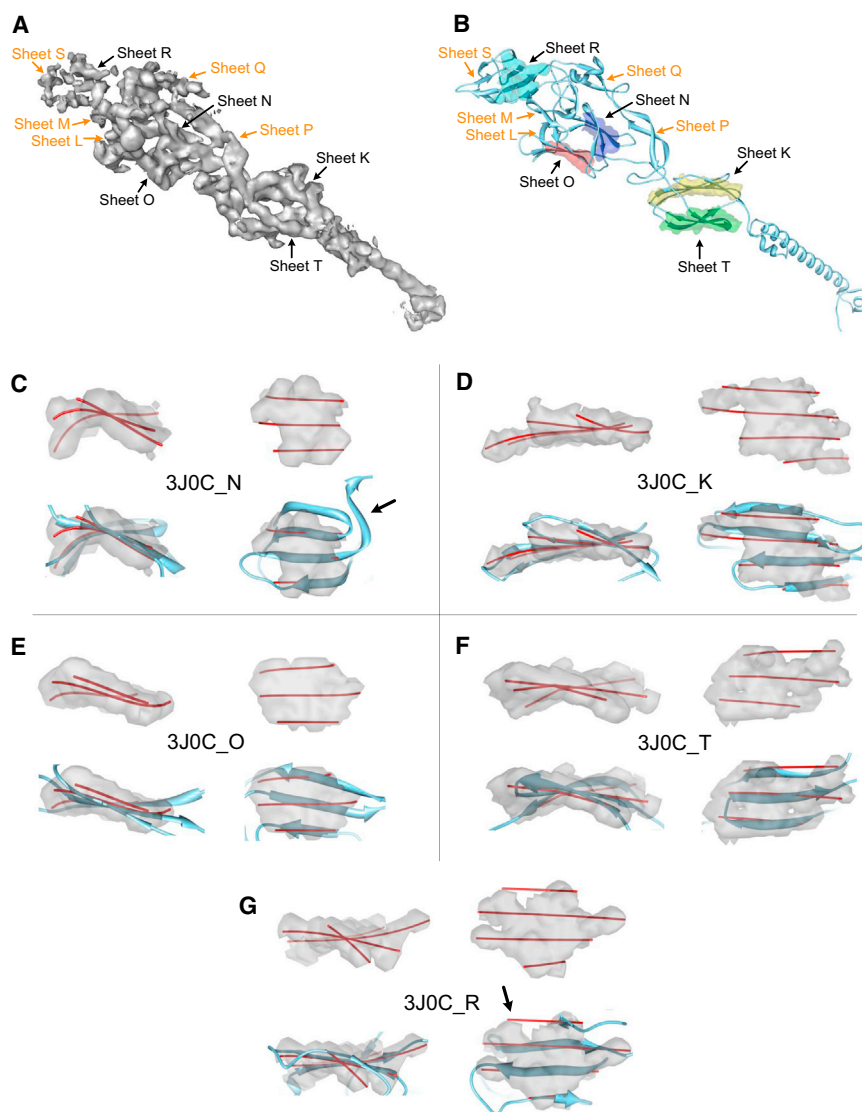 A
Sheet S
Sheet R
Sheet Q
Sheet N
Sheet M
Sheet L
Sheet P
Sheet O
Sheet K
Sheet T
B
Sheet S
Sheet R
Sheet Q
Sheet N
Sheet M
Sheet L
Sheet P
Sheet O
Sheet K
Sheet T
C
3J0C_N
D
3J0C_K
E
3J0C_O
F
3J0C_T
G
3J0C_R